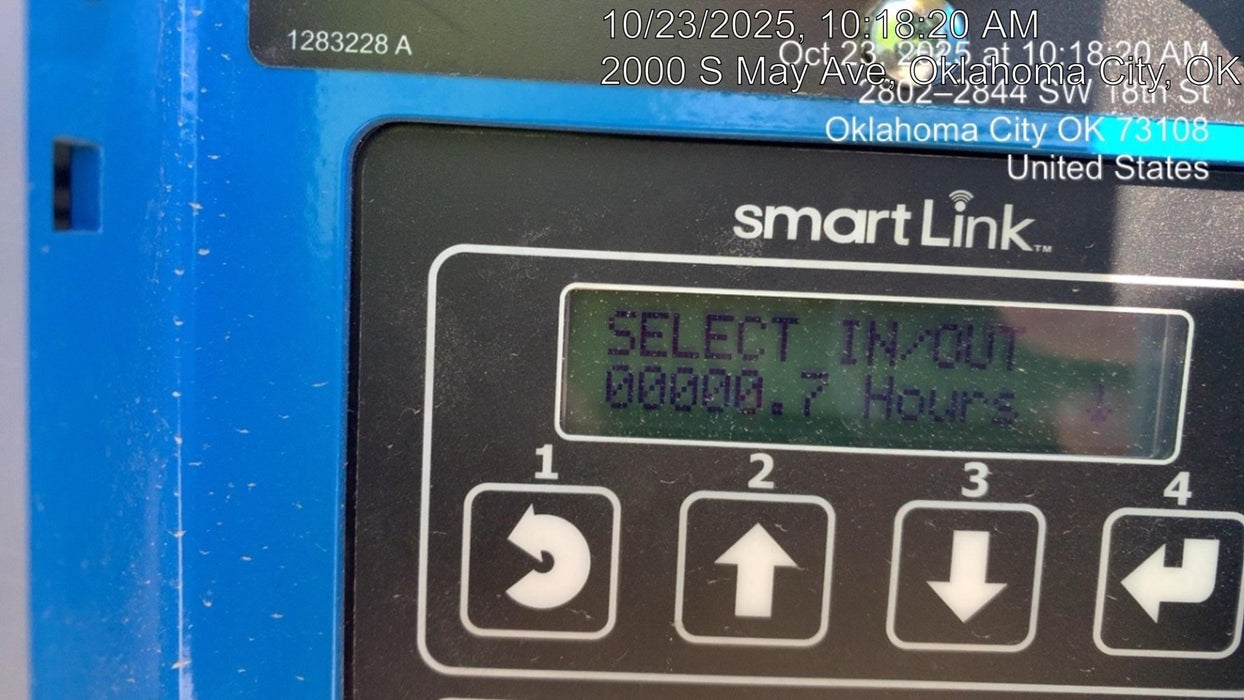 10/23/2025, 10:18:20 AM
Oct 23, 2025 at 10:18:20 AM
2000 S May Ave, Oklahoma City, OK
2802–2844 SW 18th St
Oklahoma City OK 73108
United States
1283228 A
smartLink™
SELECT IN/OUT
00000.7 Hours ↓
1 2 3 4